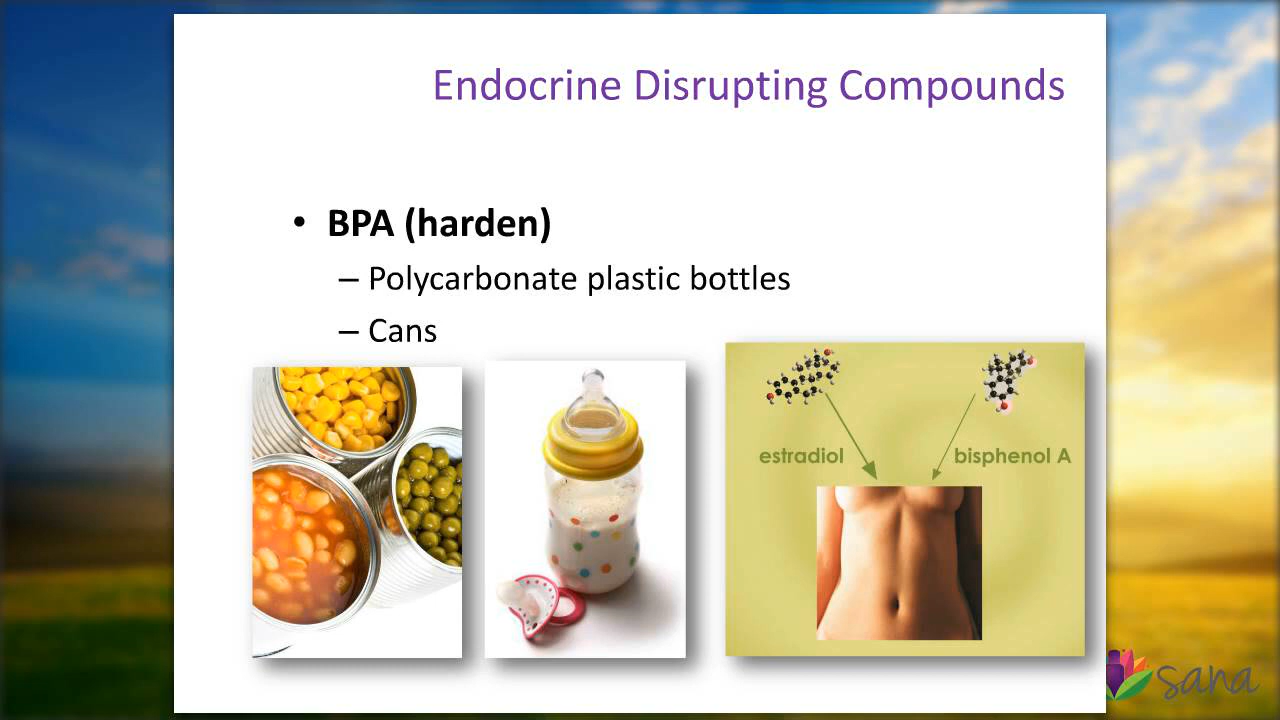 Endocrine Disrupting Compounds
• BPA (harden)
– Polycarbonate plastic bottles
– Cans
estradiol
bisphenol A
sana